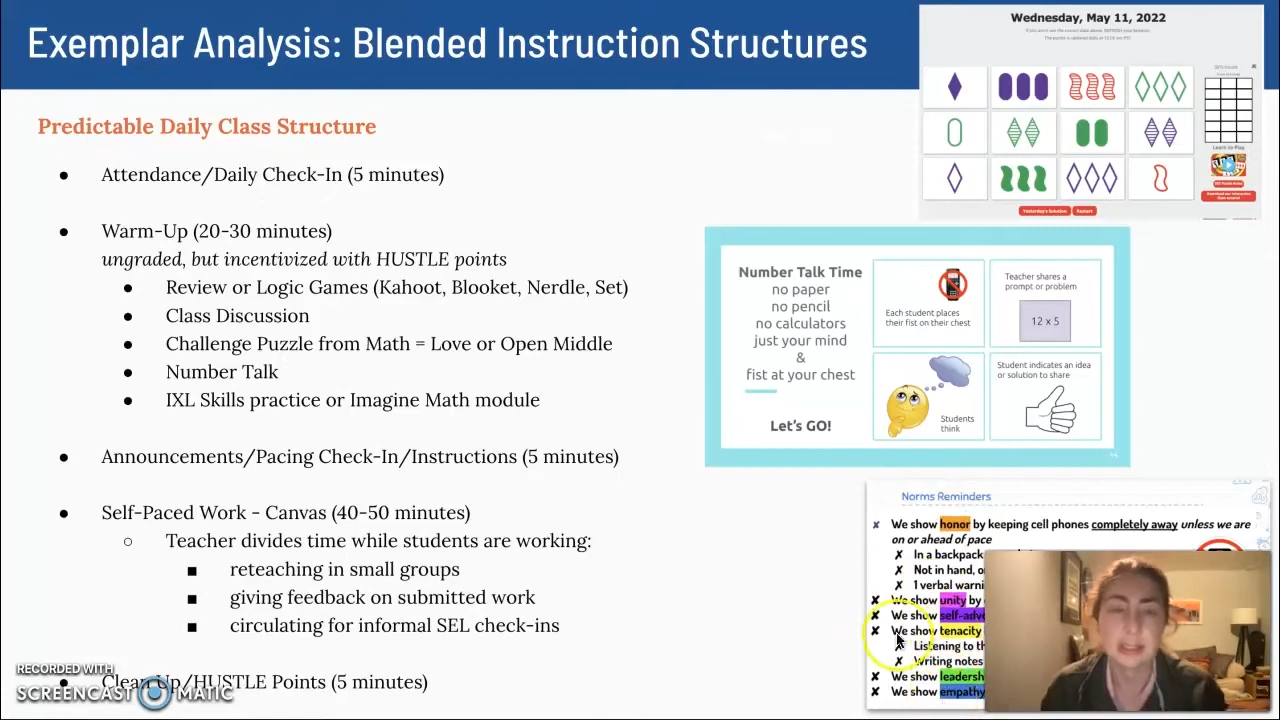 Exemplar Analysis: Blended Instruction Structures
Predictable Daily Class Structure
● Attendance/Daily Check-In (5 minutes)
● Warm-Up (20-30 minutes)
ungraded, but incentivized with HUSTLE points
● Review or Logic Games (Kahoot, Blooket, Nerdle, Set)
● Class Discussion
● Challenge Puzzle from Math = Love or Open Middle
● Number Talk
● IXL Skills practice or Imagine Math module
● Announcements/Pacing Check-In/Instructions (5 minutes)
● Self-Paced Work - Canvas (40-50 minutes)
○ Teacher divides time while students are working:
■ reteaching in small groups
■ giving feedback on submitted work
■ circulating for informal SEL check-ins
● Clean Up/HUSTLE Points (5 minutes)
RECORDED WITH
SCREENCAST MATIC
Wednesday, May 11, 2022
Learn to Play
Yesterday's Solution
Restart
Number Talk Time
no paper
no pencil
no calculators
just your mind
&
fist at your chest
Let's GO!
Each student places
their fist on their chest
Teacher shares a
prompt or problem
12 x 5
Students
think
Student indicates an idea
or solution to share
Norms Reminders
✗ We show honor by keeping cell phones completely away unless we are
on or ahead of pace
✗ In a backpack
✗ Not in hand,
✗ 1 verbal
✗ We show unity by
✗ We show
✗ We show tenacity
✗ Listening to
✗ Writing notes
✗ We show
✗ We show empathy